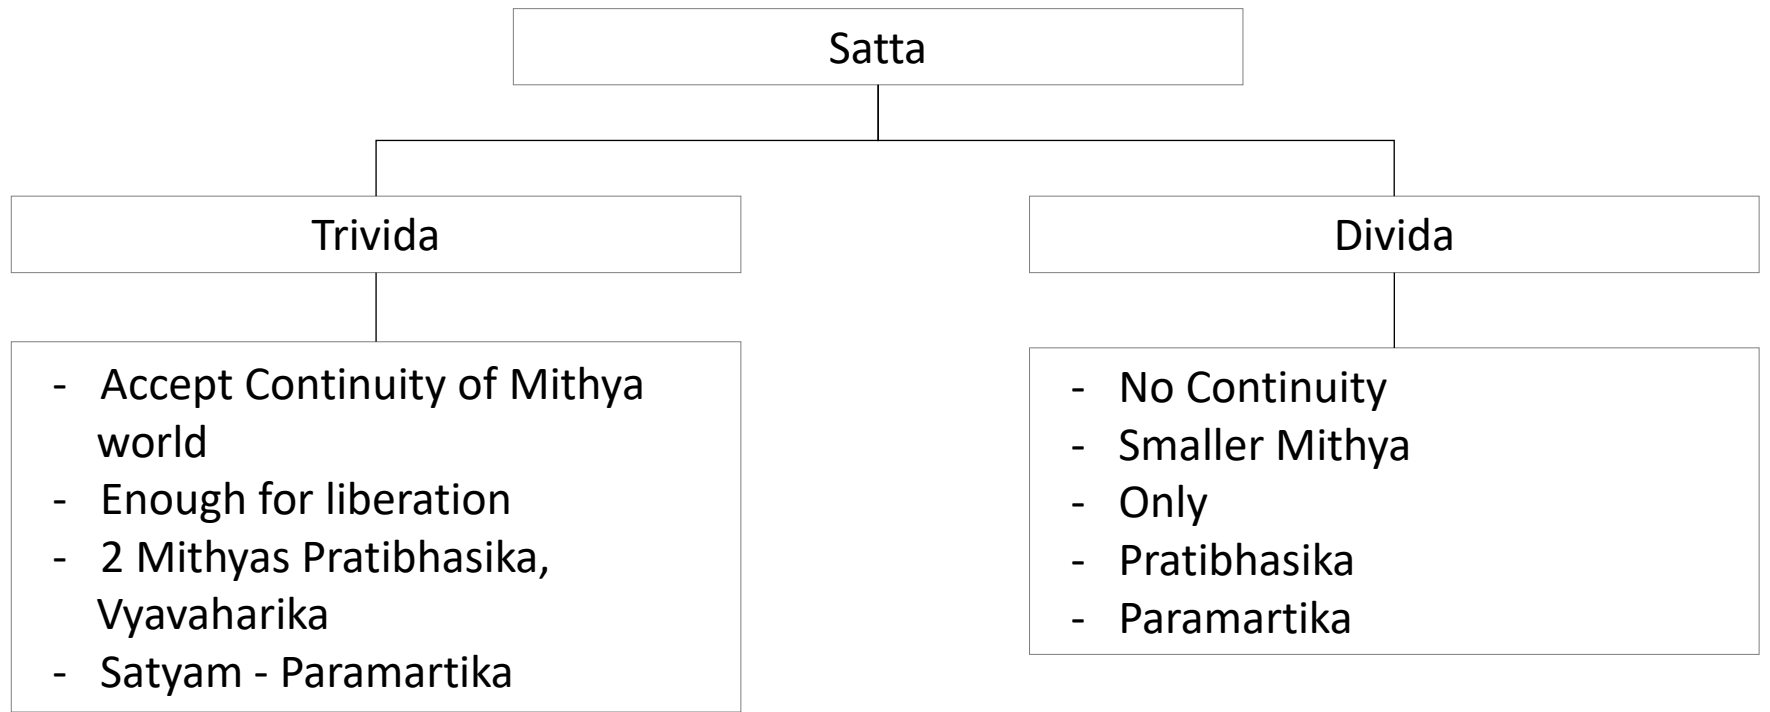 Satta
Trivida
- Accept Continuity of Mithya
world
- Enough for liberation
- 2 Mithyas Pratibhasika,
Vyavaharika
- Satyam - Paramartika
Divida
- No Continuity
- Smaller Mithya
- Only
- Pratibhasika
- Paramartika